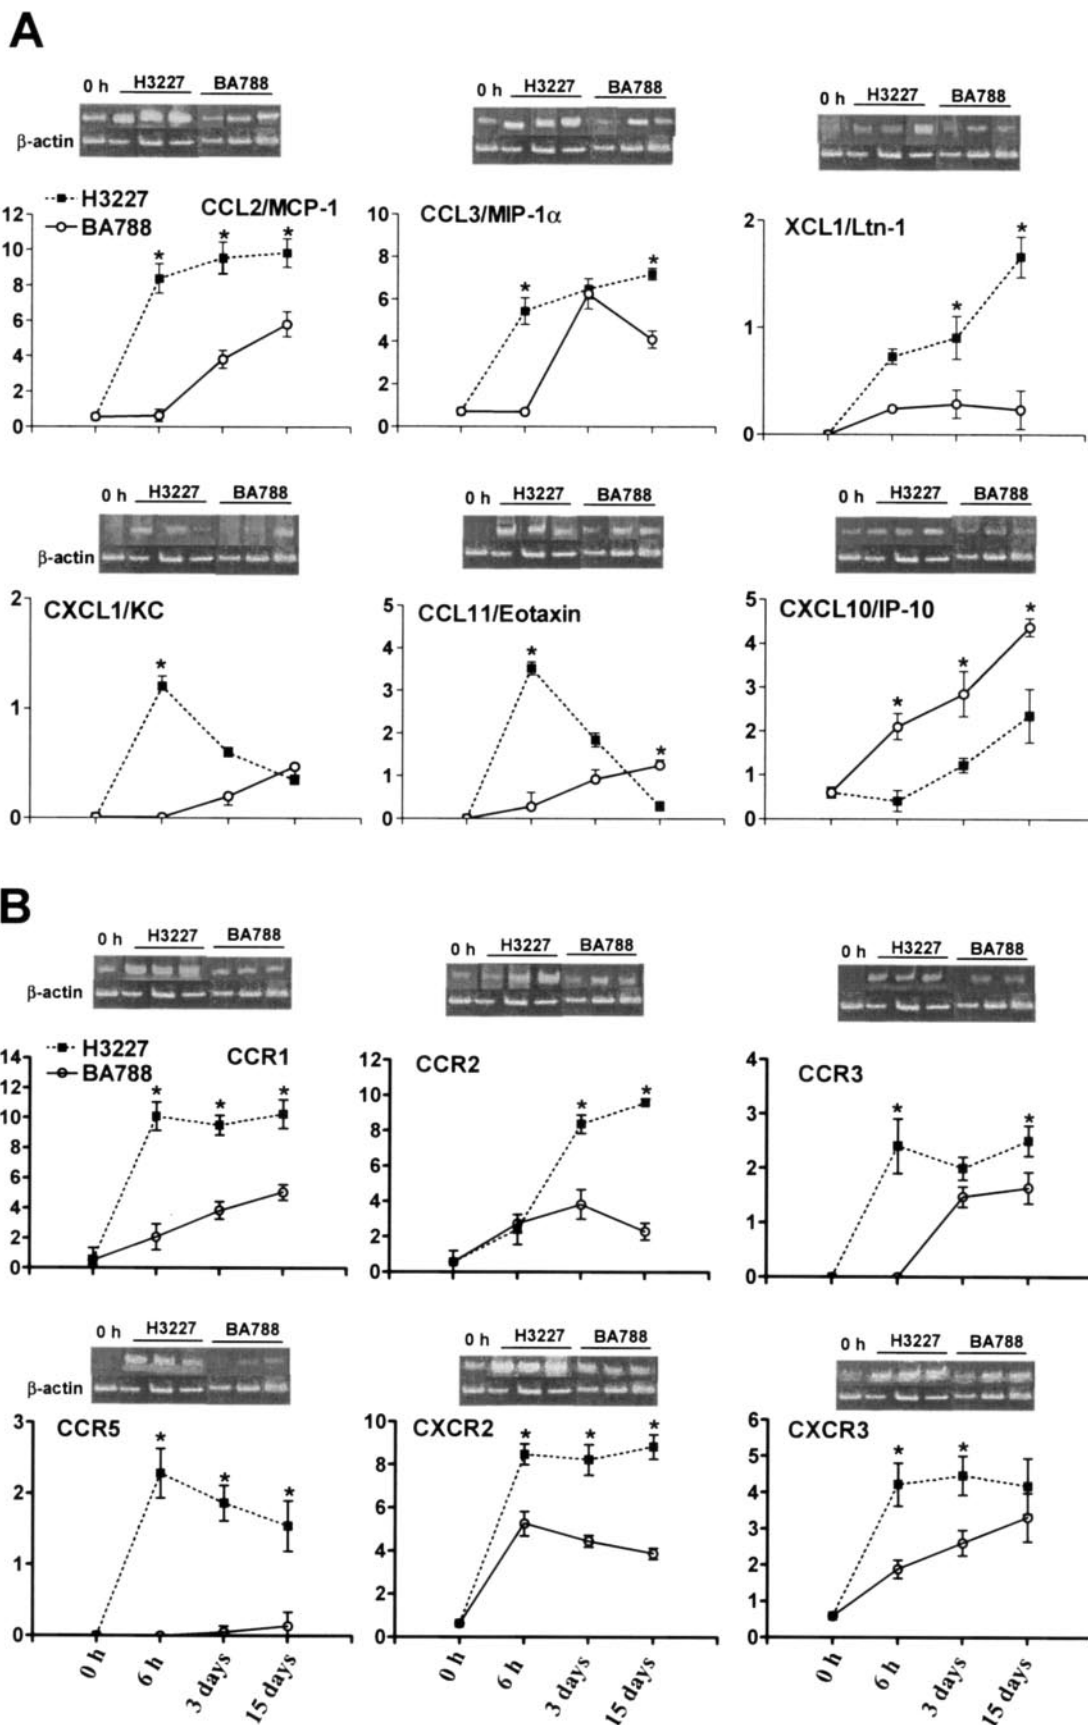 A
0 h H3227 BA788
0 h H3227 BA788
0 h H3227 BA788
β-actin
H3227
BA788
CCL2/MCP-1
12
10
8
6
4
2
0
* * *
CCL3/MIP-1α
10
8
6
4
2
0
* *
XCL1/Ltn-1
2
1
0
* *
0 h H3227 BA788
0 h H3227 BA788
0 h H3227 BA788
β-actin
CXCL1/KC
2
1
0
*
CCL11/Eotaxin
5
4
3
2
1
0
* *
CXCL10/IP-10
5
4
3
2
1
0
* * *
B
0 h H3227 BA788
0 h H3227 BA788
0 h H3227 BA788
β-actin
H3227
BA788
CCR1
14
12
10
8
6
4
2
0
* * *
CCR2
12
10
8
6
4
2
0
* *
CCR3
4
3
2
1
0
* *
0 h H3227 BA788
0 h H3227 BA788
0 h H3227 BA788
β-actin
CCR5
3
2
1
0
* * *
0 h 6 h 3 days 15 days
CXCR2
10
8
6
4
2
0
* * *
0 h 6 h 3 days 15 days
CXCR3
6
5
4
3
2
1
0
* *
0 h 6 h 3 days 15 days